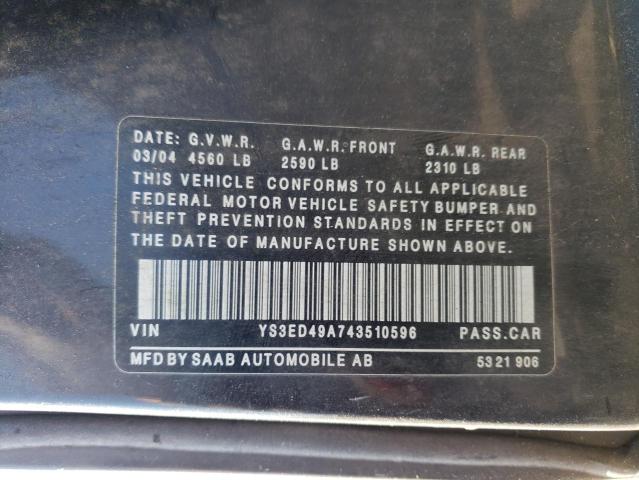 DATE: G.V.W.R. G.A.W.R. FRONT G.A.W.R. REAR
03/04 4560 LB 2590 LB 2310 LB
THIS VEHICLE CONFORMS TO ALL APPLICABLE
FEDERAL MOTOR VEHICLE SAFETY BUMPER AND
THEFT PREVENTION STANDARDS IN EFFECT ON
THE DATE OF MANUFACTURE SHOWN ABOVE.
VIN YS3ED49A743510596 PASS.CAR
MFD BY SAAB AUTOMOBILE AB 5321906